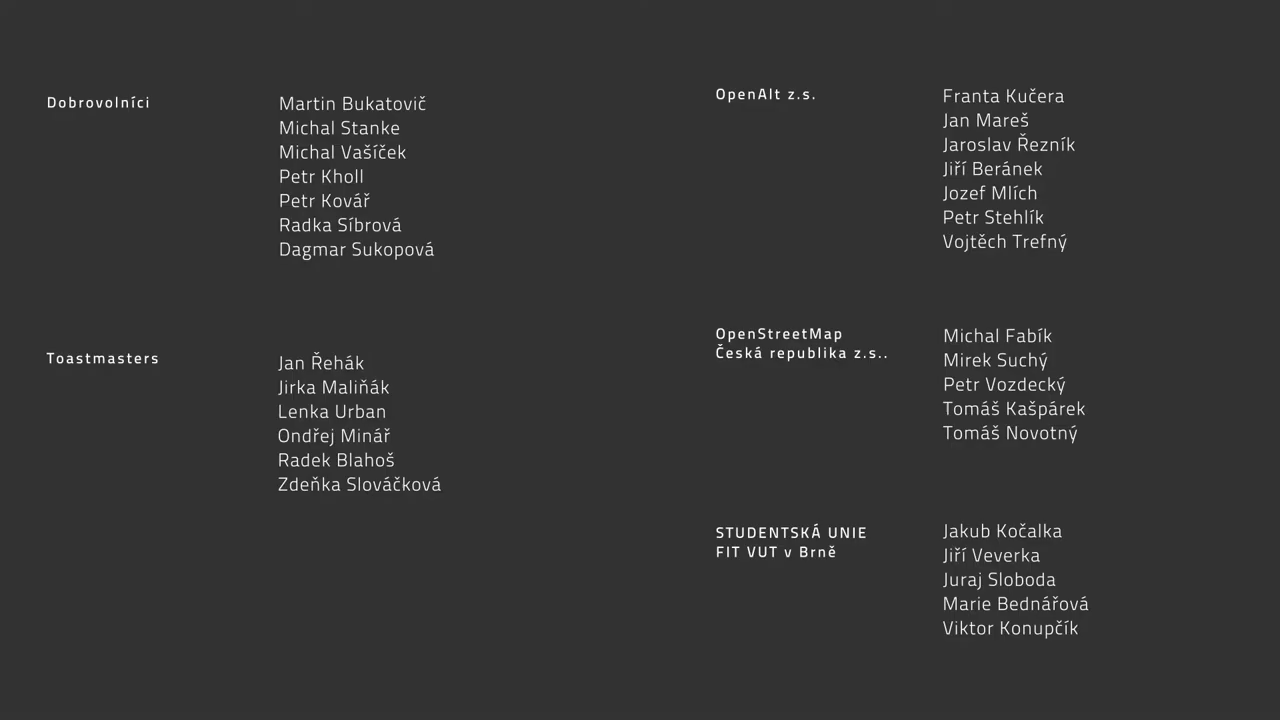 Dobrovolníci
Martin Bukatovič
Michal Stanke
Michal Vašíček
Petr Kholl
Petr Kovář
Radka Síbrová
Dagmar Sukopová
Toastmasters
Jan Řehák
Jirka Maliňák
Lenka Urban
Ondřej Minář
Radek Blahoš
Zdeňka Slováčková
OpenAlt z.s.
Franta Kučera
Jan Mareš
Jaroslav Řezník
Jiří Beránek
Jozef Mlích
Petr Stehlík
Vojtěch Trefný
OpenStreetMap
Česká republika z.s..
Michal Fabík
Mirek Suchý
Petr Vozdecký
Tomáš Kašpárek
Tomáš Novotný
STUDENTSKÁ UNIE
FIT VUT v Brně
Jakub Kočalka
Jiří Veverka
Juraj Sloboda
Marie Bednářová
Viktor Konupčík